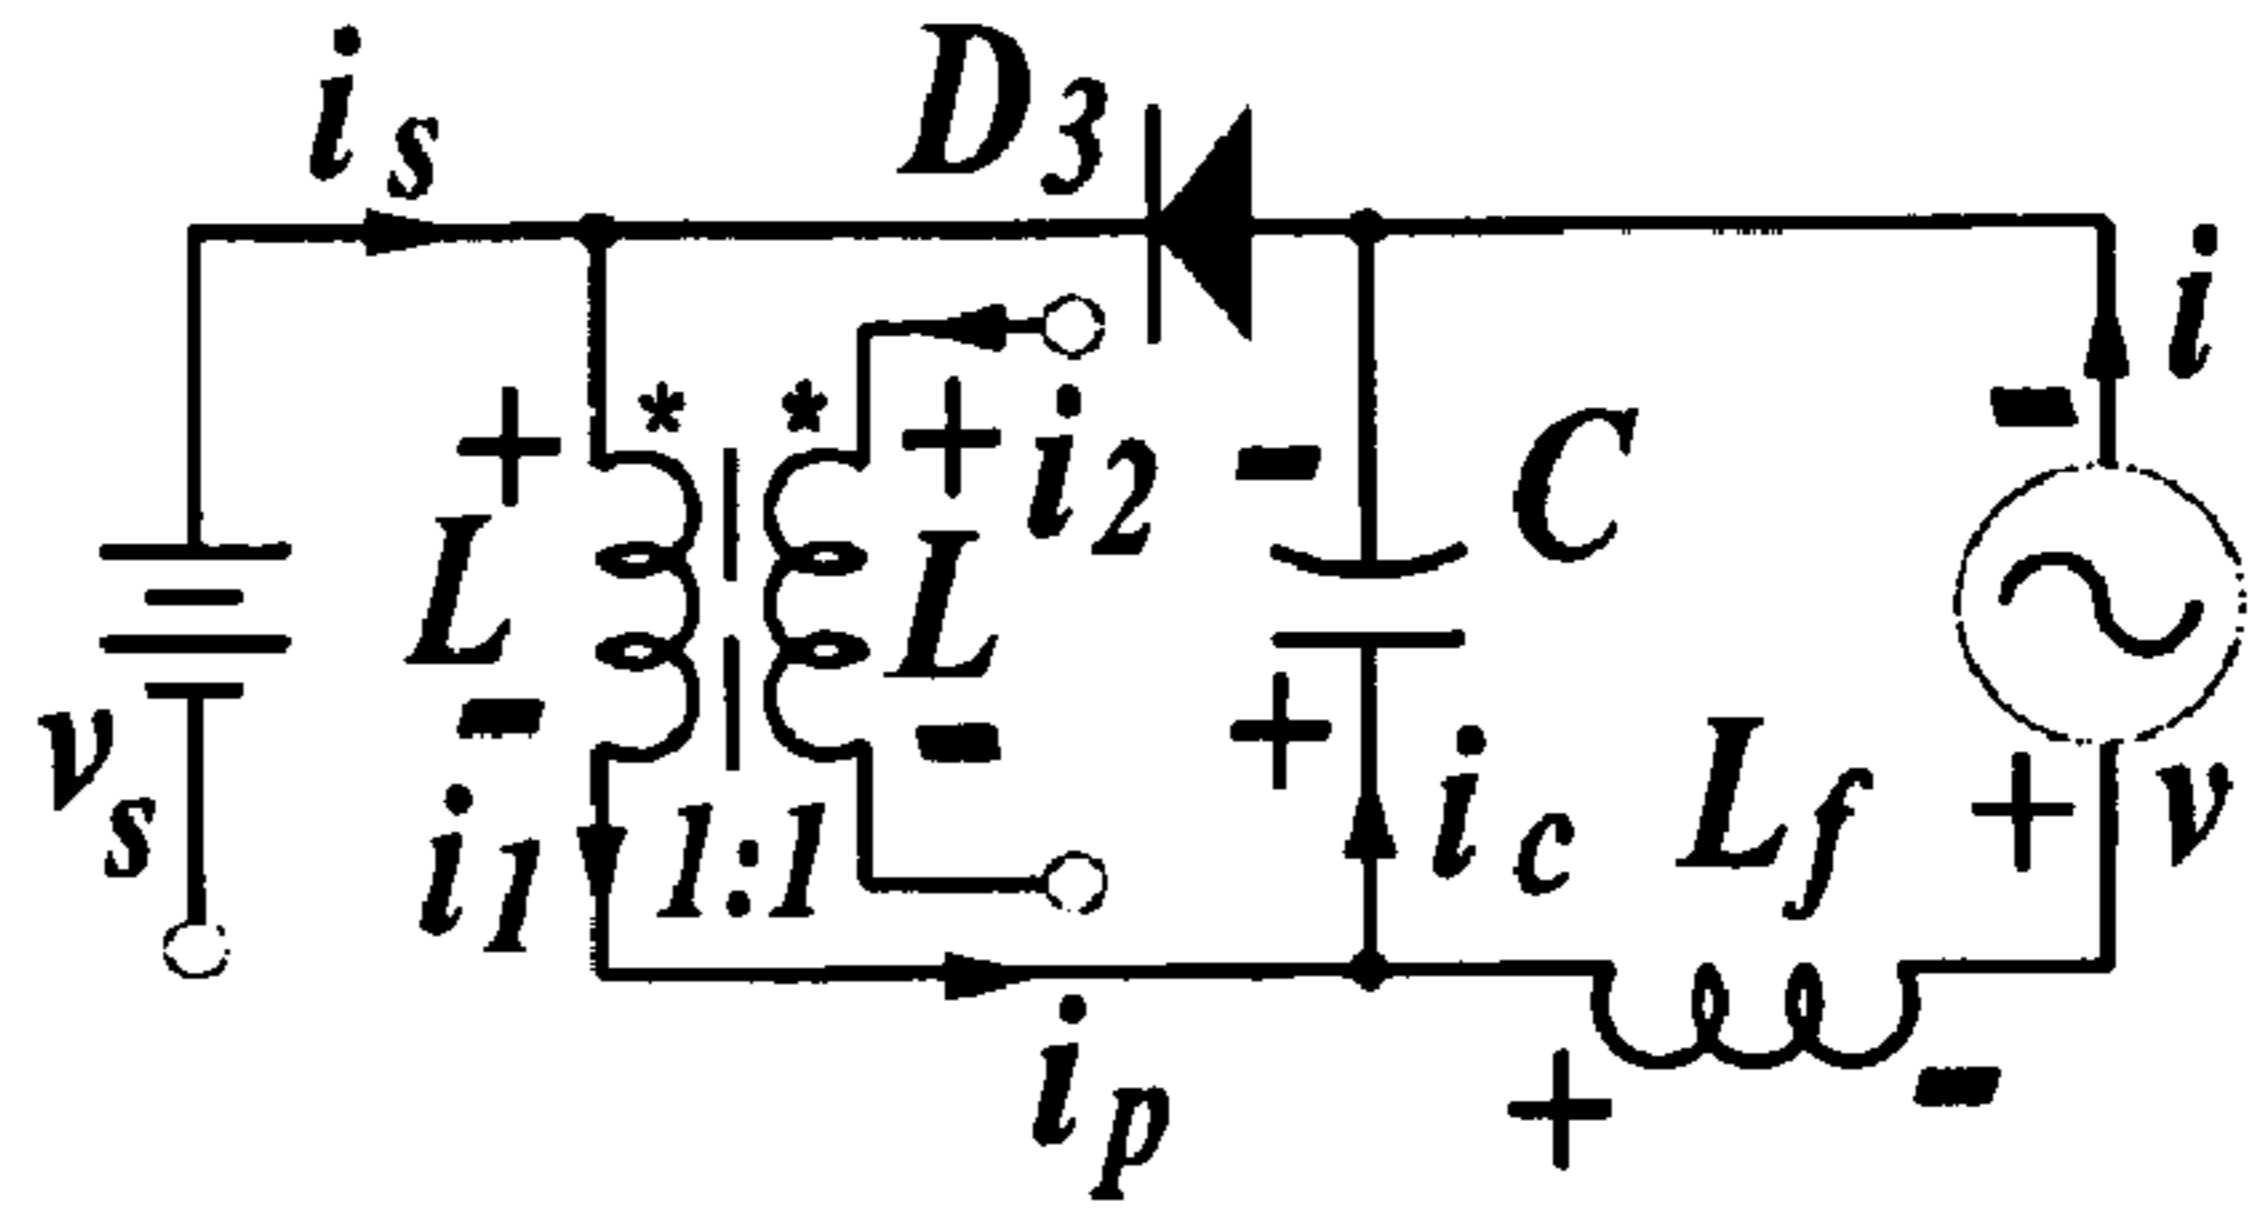 i_s
D_3
i
+ * * +
i_2
-
-
L
L
C
-
-
+
v_s
i_1
1:1
i_c
L_f
+
v
i_p
+
-